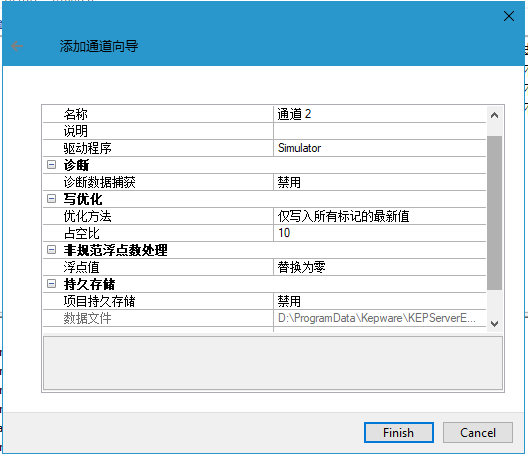 添加通道向导
名称 通道 2
说明
驱动程序 Simulator
诊断
诊断数据捕获 禁用
写优化
优化方法 仅写入所有标记的最新值
占空比 10
非规范浮点数处理
浮点值 替换为零
持久存储
项目持久存储 禁用
数据文件 D:\ProgramData\Kepware\KEPServerE...
Finish Cancel